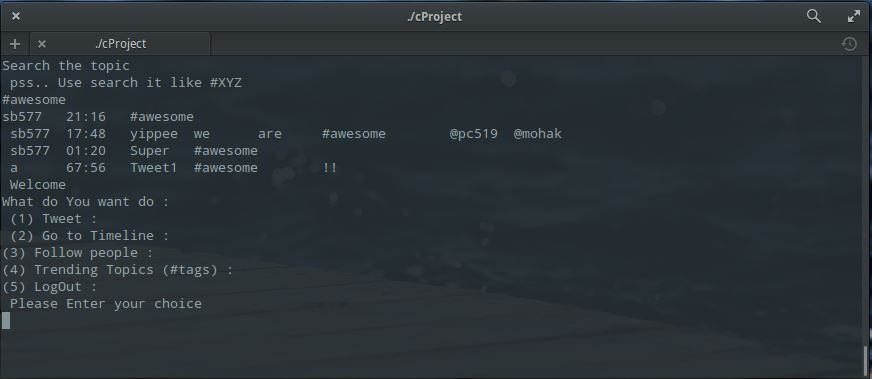 ./cProject
./cProject
Search the topic
pss.. Use search it like #XYZ
#awesome
sb577 21:16 #awesome
sb577 17:48 yippee we are #awesome @pc519 @mohak
sb577 01:20 Super #awesome
a 67:56 Tweet1 #awesome !!
Welcome
What do You want do :
(1) Tweet :
(2) Go to Timeline :
(3) Follow people :
(4) Trending Topics (#tags) :
(5) LogOut :
Please Enter your choice